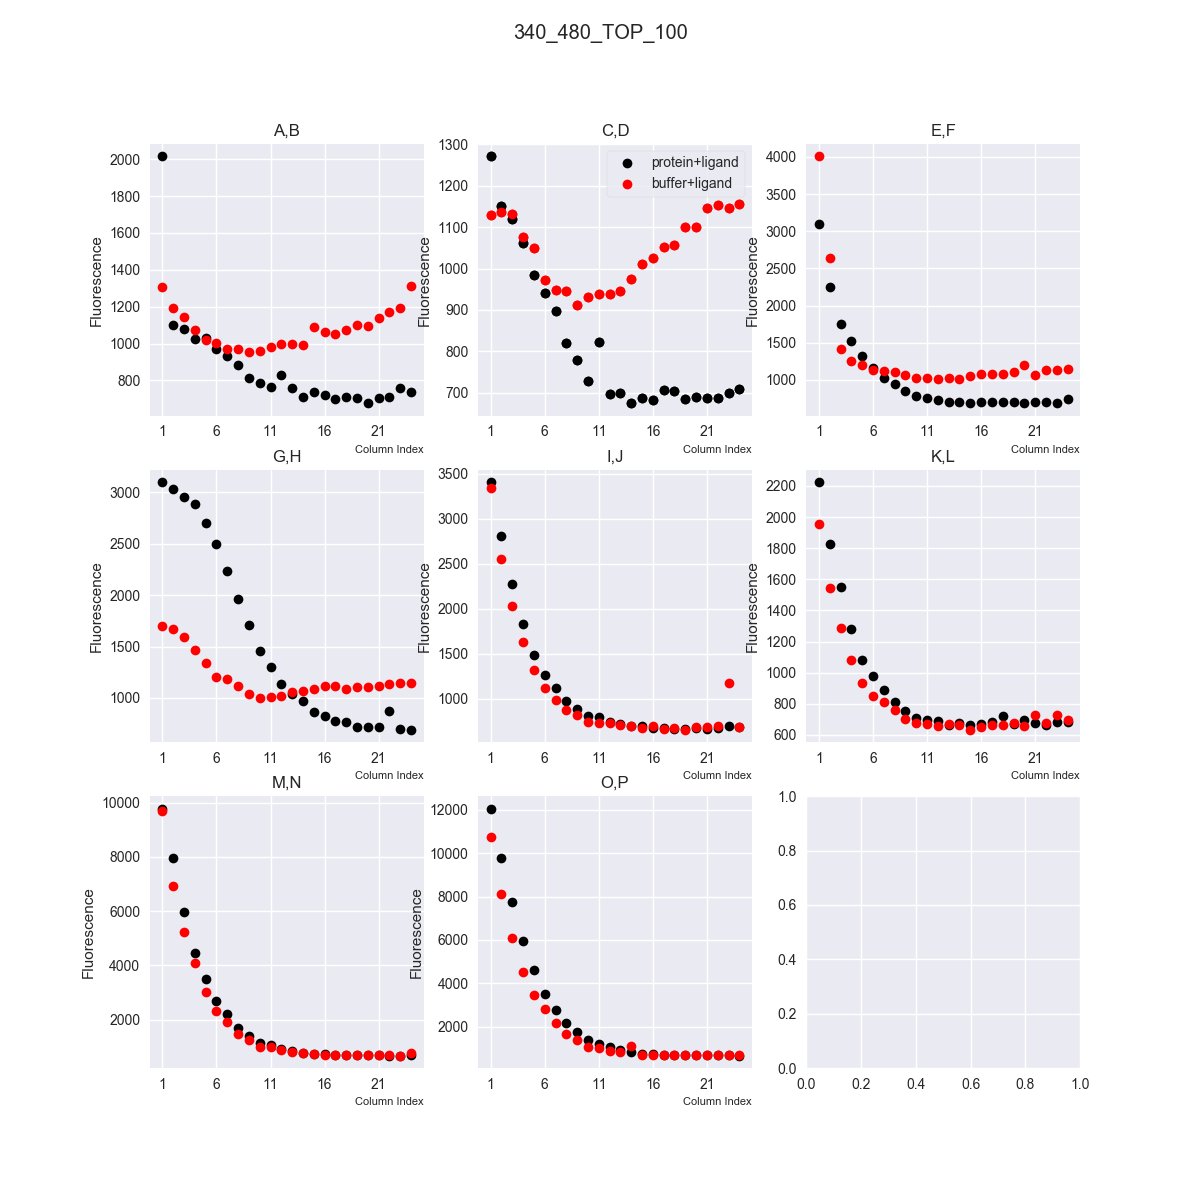 340_480_TOP_100
A,B
Fluorescence
2000
1800
1600
1400
1200
1000
800
1 6 11 16 21
Column Index
C,D
Fluorescence
1300
1200
1100
1000
900
800
700
protein+ligand
buffer+ligand
1 6 11 16 21
Column Index
E,F
Fluorescence
4000
3500
3000
2500
2000
1500
1000
1 6 11 16 21
Column Index
G,H
Fluorescence
3000
2500
2000
1500
1000
1 6 11 16 21
Column Index
I,J
Fluorescence
3500
3000
2500
2000
1500
1000
1 6 11 16 21
Column Index
K,L
Fluorescence
2200
2000
1800
1600
1400
1200
1000
800
600
1 6 11 16 21
Column Index
M,N
Fluorescence
10000
8000
6000
4000
2000
1 6 11 16 21
Column Index
O,P
Fluorescence
12000
10000
8000
6000
4000
2000
1 6 11 16 21
Column Index
1.0
0.8
0.6
0.4
0.2
0.0
0.0 0.2 0.4 0.6 0.8 1.0